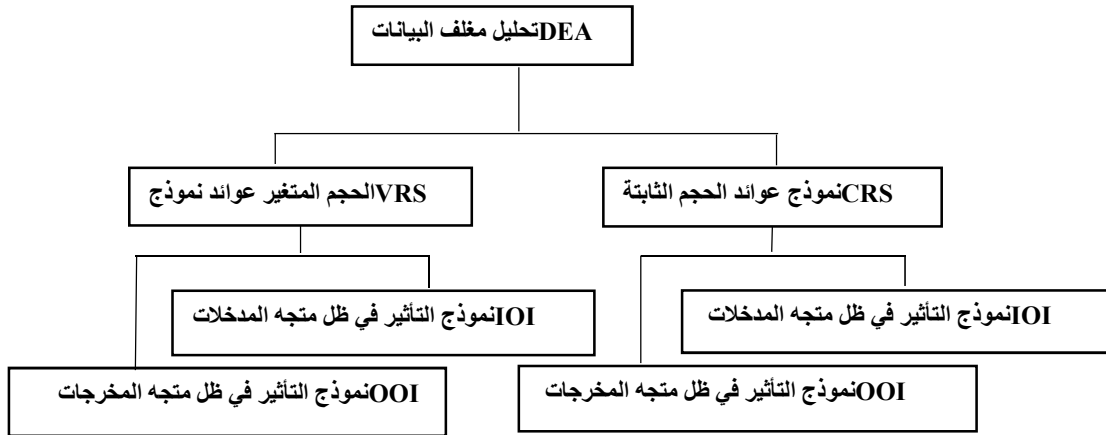 DEAتحليل مغلف البيانات
CRSنموذج عوائد الحجم الثابتة
VRSالحجم المتغير عوائد نموذج
IOIنموذج التأثير في ظل متجه المدخلات
IOIنموذج التأثير في ظل متجه المدخلات
OOIنموذج التأثير في ظل متجه المخرجات
OOIنموذج التأثير في ظل متجه المخرجات